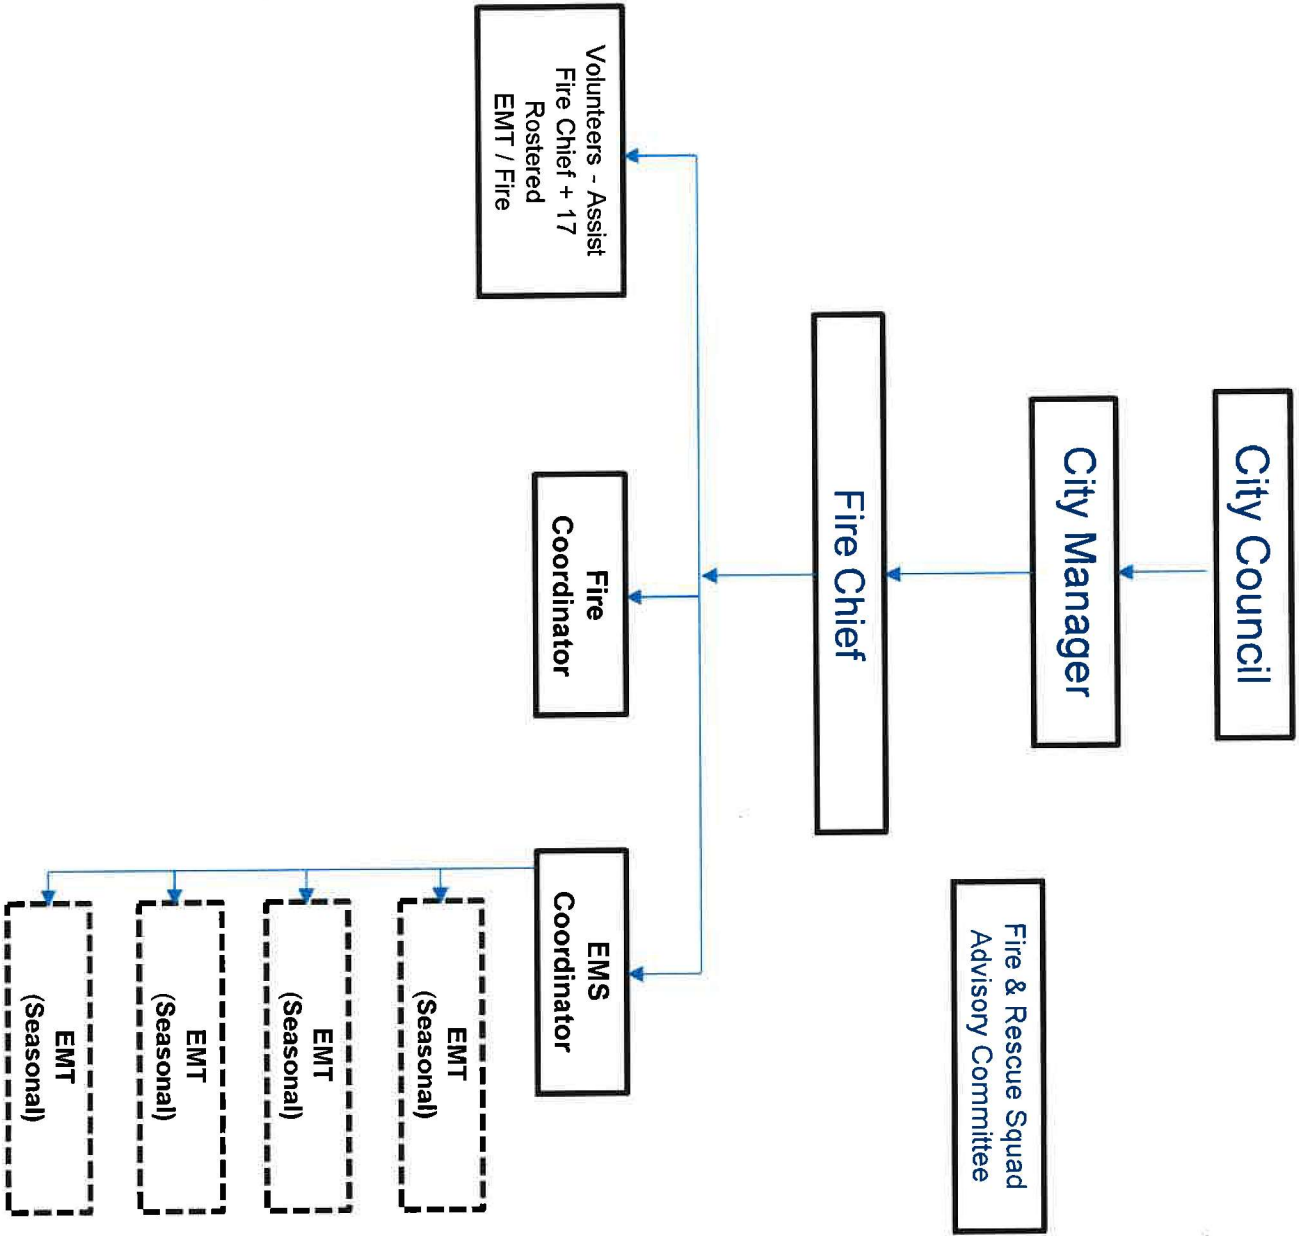 City Council
City Manager
Fire & Rescue Squad
Advisory Committee
Fire Chief
Volunteers - Assist
Fire Chief + 17
Rostered
EMT / Fire
Fire
Coordinator
EMS
Coordinator
EMT
(Seasonal)
EMT
(Seasonal)
EMT
(Seasonal)
EMT
(Seasonal)